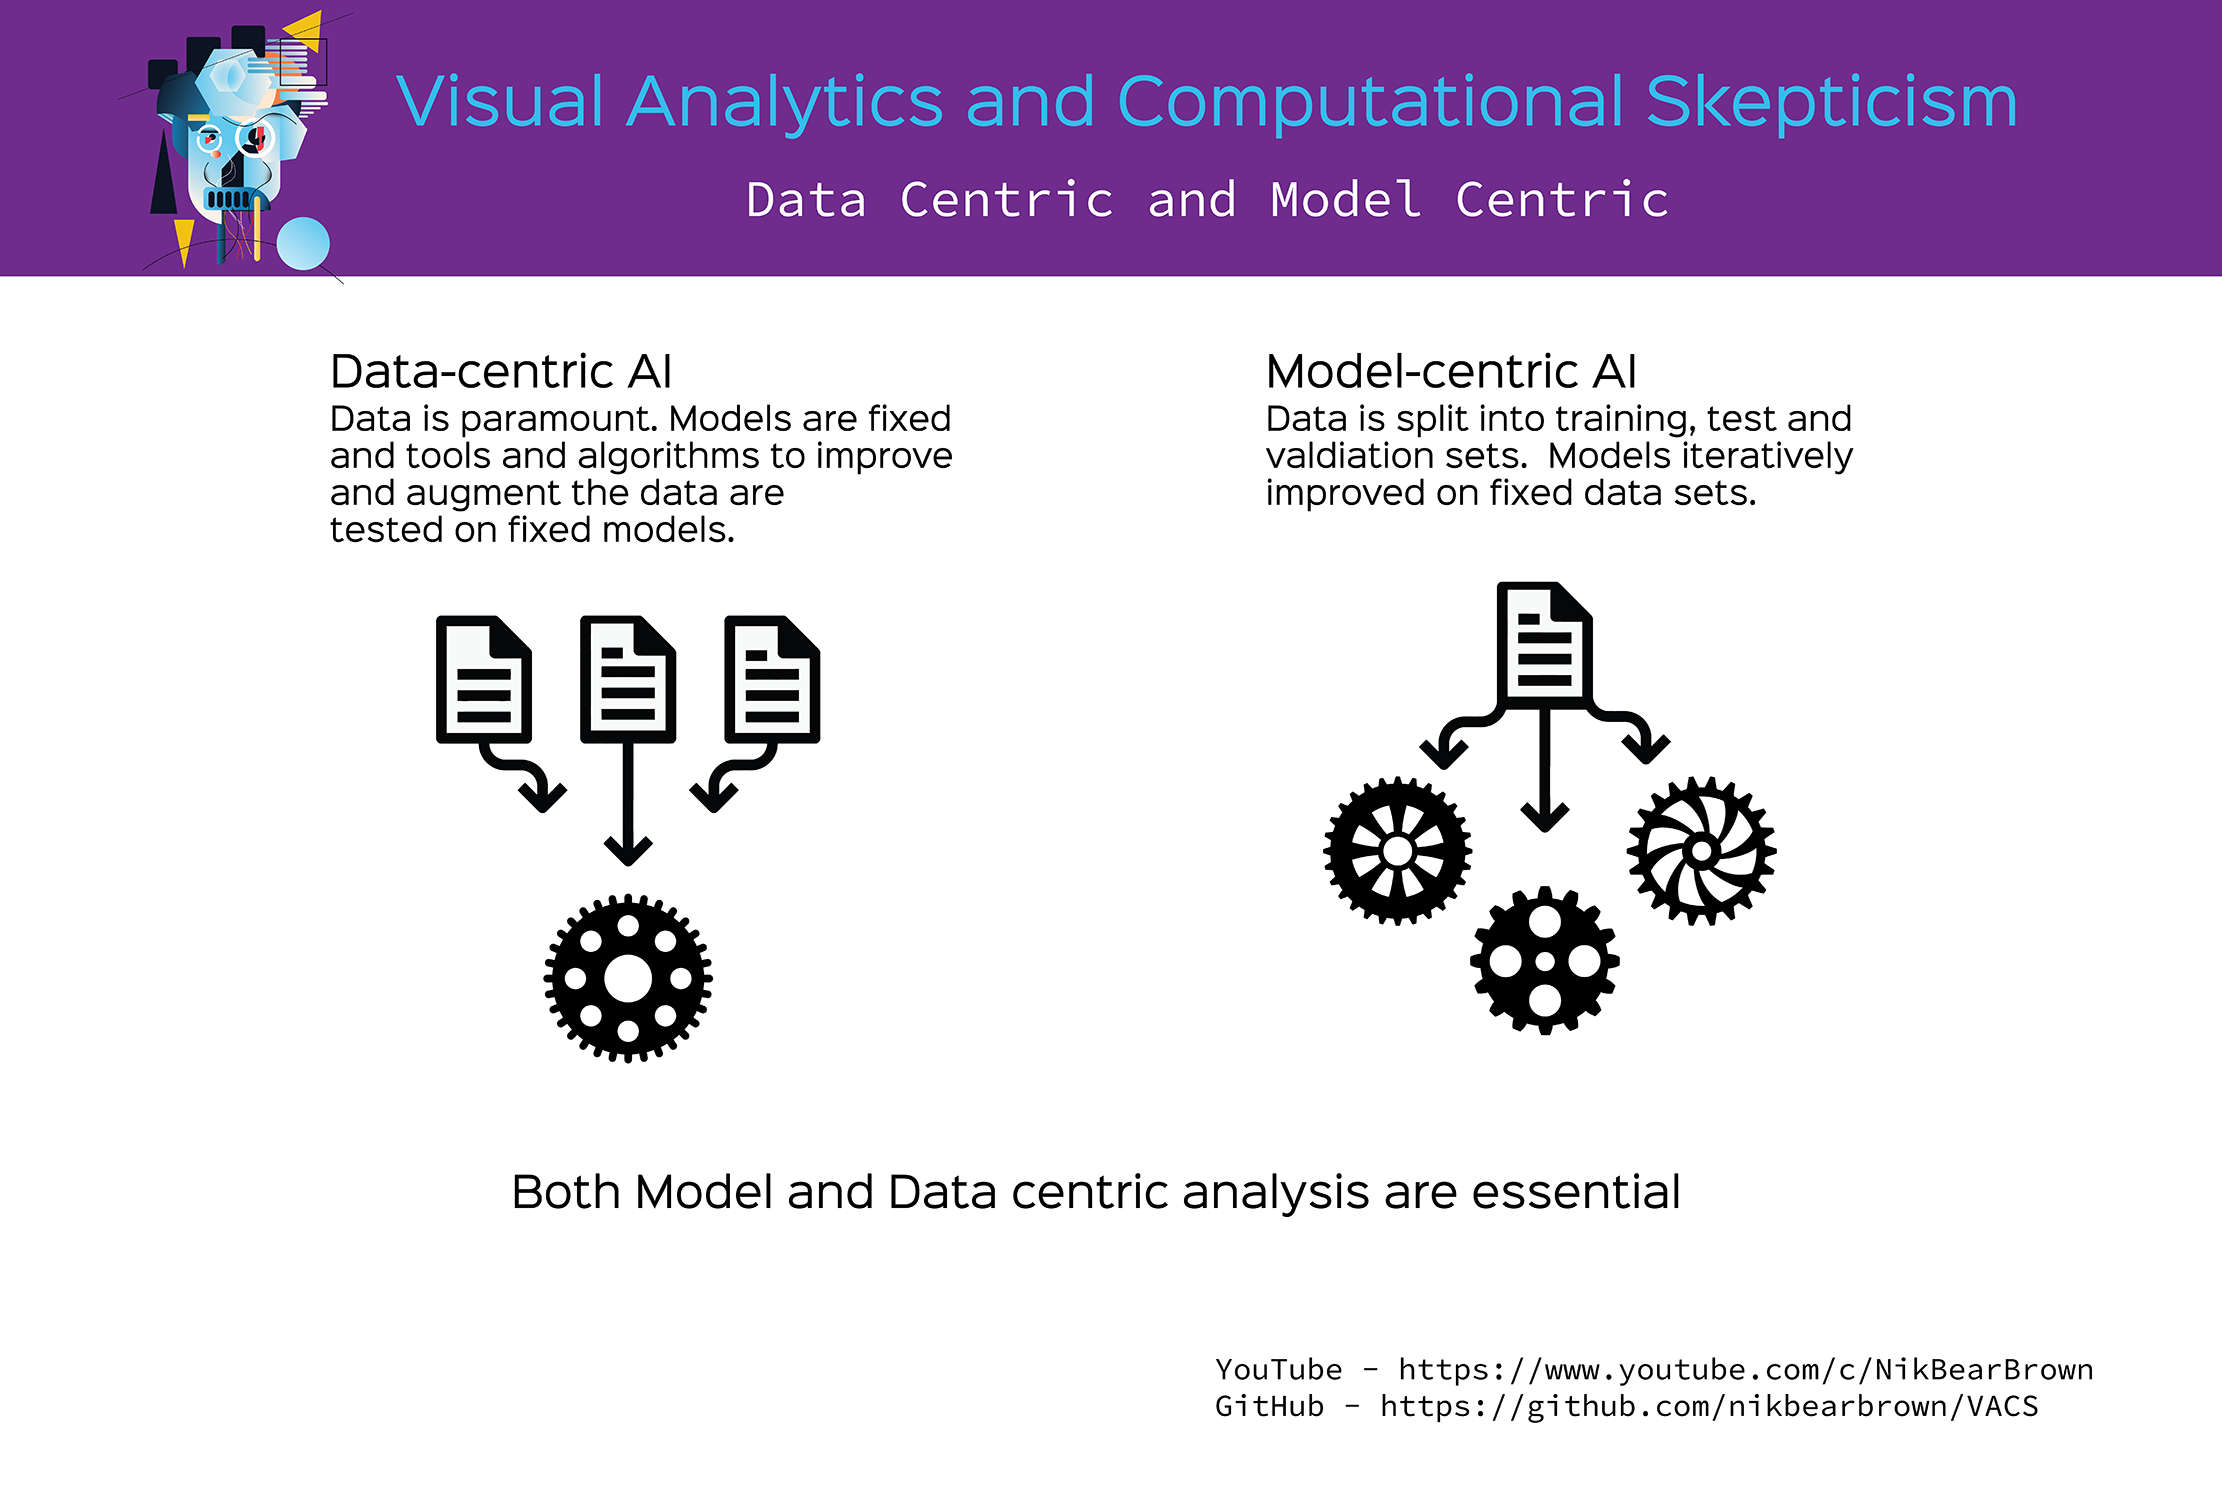 Visual Analytics and Computational Skepticism
Data Centric and Model Centric
Data-centric AI
Data is paramount. Models are fixed
and tools and algorithms to improve
and augment the data are
tested on fixed models.
Model-centric AI
Data is split into training, test and
valdiation sets.  Models iteratively
improved on fixed data sets.
Both Model and Data centric analysis are essential
YouTube - https://www.youtube.com/c/NikBearBrown
GitHub - https://github.com/nikbearbrown/VACS